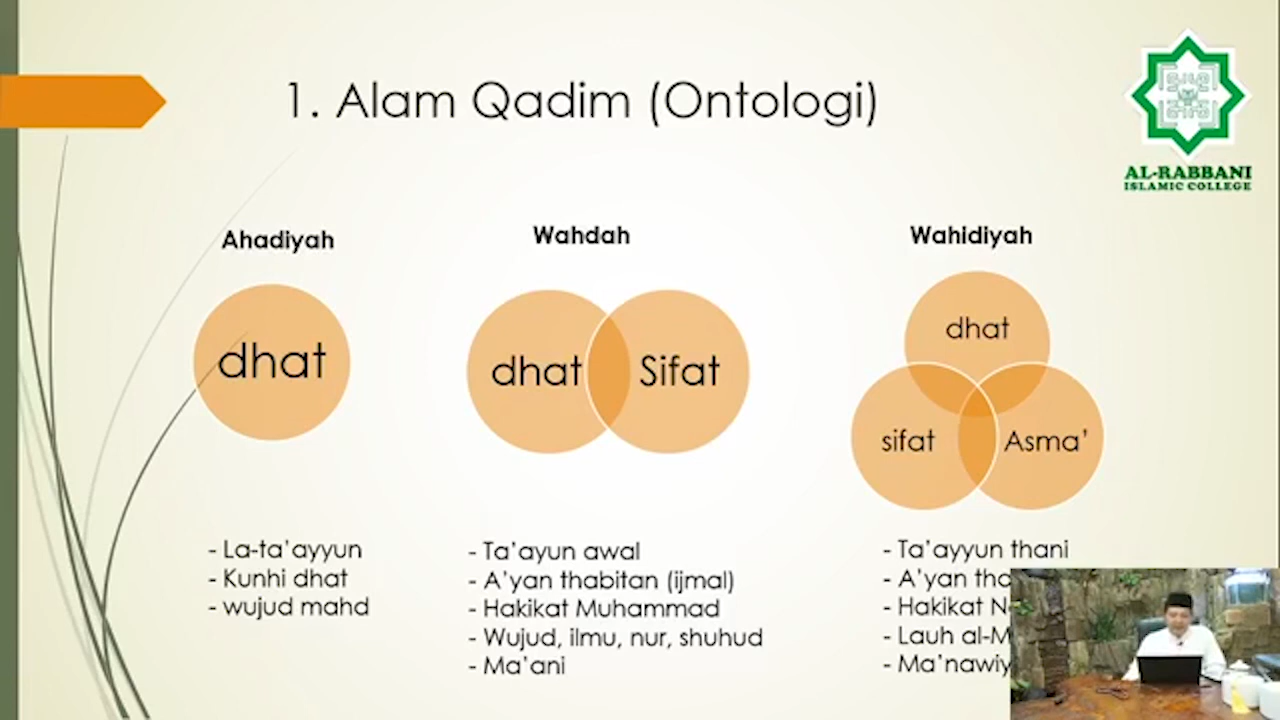 1. Alam Qadim (Ontologi)
AL-RABBANI
ISLAMIC COLLEGE
Ahadiyah
dhat
- La-ta'ayyun
- Kunhi dhat
- wujud mahd
Wahdah
dhat
Sifat
- Ta'ayun awal
- A'yan thabitan (ijmal)
- Hakikat Muhammad
- Wujud, ilmu, nur, shuhud
- Ma'ani
Wahidiyah
dhat
sifat
Asma'
- Ta'ayyun thani
- A'yan
- Hakikat
- Lauh